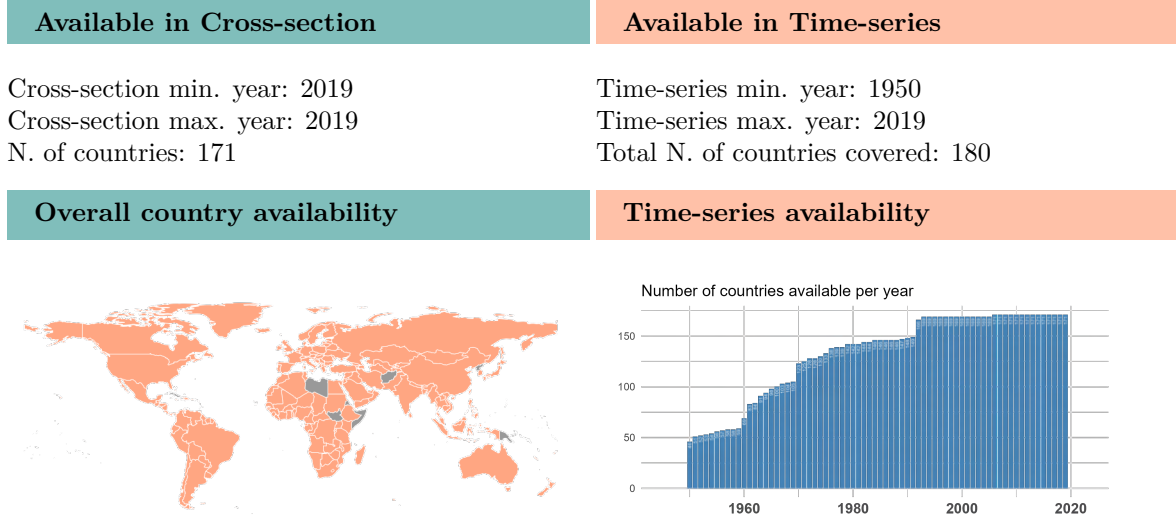 Available in Cross-section
Available in Time-series
Cross-section min. year: 2019
Cross-section max. year: 2019
N. of countries: 171
Time-series min. year: 1950
Time-series max. year: 2019
Total N. of countries covered: 180
Overall country availability
Time-series availability
Number of countries available per year
150
100
50
0
1960
1980
2000
2020